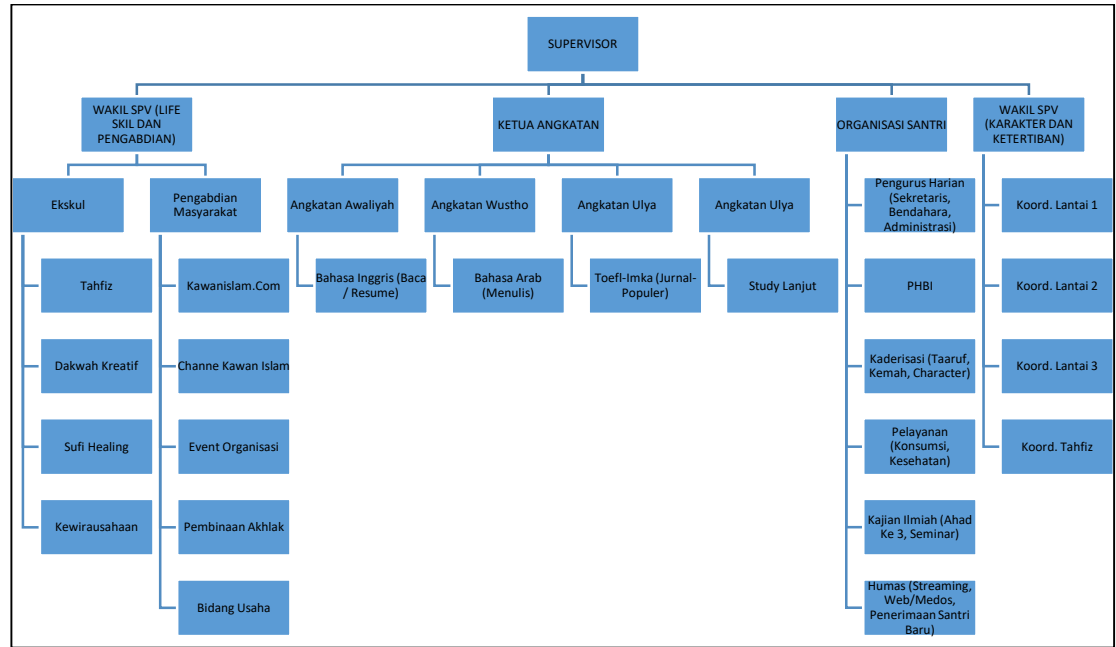 SUPERVISOR
WAKIL SPV (LIFE
SKIL DAN
PENGABDIAN)
KETUA ANGKATAN
ORGANISASI SANTRI
WAKIL SPV
(KARAKTER DAN
KETERTIBAN)
Ekskul
Pengabdian
Masyarakat
Angkatan Awaliyah
Angkatan Wustho
Angkatan Ulya
Angkatan Ulya
Pengurus Harian
(Sekretaris,
Bendahara,
Administrasi)
Koord. Lantai 1
Tahfiz
Kawanislam.Com
Bahasa Inggris (Baca
/ Resume)
Bahasa Arab
(Menulis)
Toefl-Imka (Jurnal-
Populer)
Study Lanjut
PHBI
Koord. Lantai 2
Dakwah Kreatif
Channe Kawan Islam
Kaderisasi (Taaruf,
Kemah, Character)
Koord. Lantai 3
Sufi Healing
Event Organisasi
Pelayanan
(Konsumsi,
Kesehatan)
Koord. Tahfiz
Kewirausahaan
Pembinaan Akhlak
Kajian Ilmiah (Ahad
Ke 3, Seminar)
Bidang Usaha
Humas (Streaming,
Web/Medos,
Penerimaan Santri
Baru)